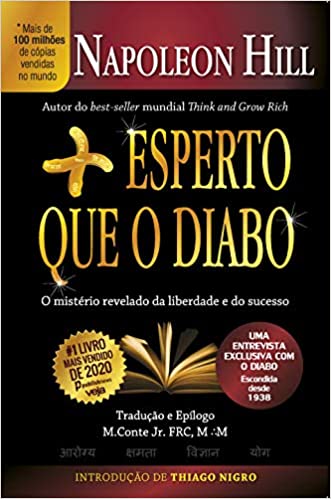 * Mais de
100 milhões
de cópias
vendidas
no mundo
NAPOLEON HILL
Autor do best-seller mundial Think and Grow Rich
+ ESPERTO
QUE O DIABO
O mistério revelado da liberdade e do sucesso
#1 LIVRO
MAIS VENDIDO
DE 2020
veja
UMA
ENTREVISTA
EXCLUSIVA COM
O DIABO
Escondida
desde
1938
Tradução e Epílogo
M.Conte Jr. FRC, M∴M
आरोग्य क्षमता विज्ञान योग
INTRODUÇÃO DE THIAGO NIGRO